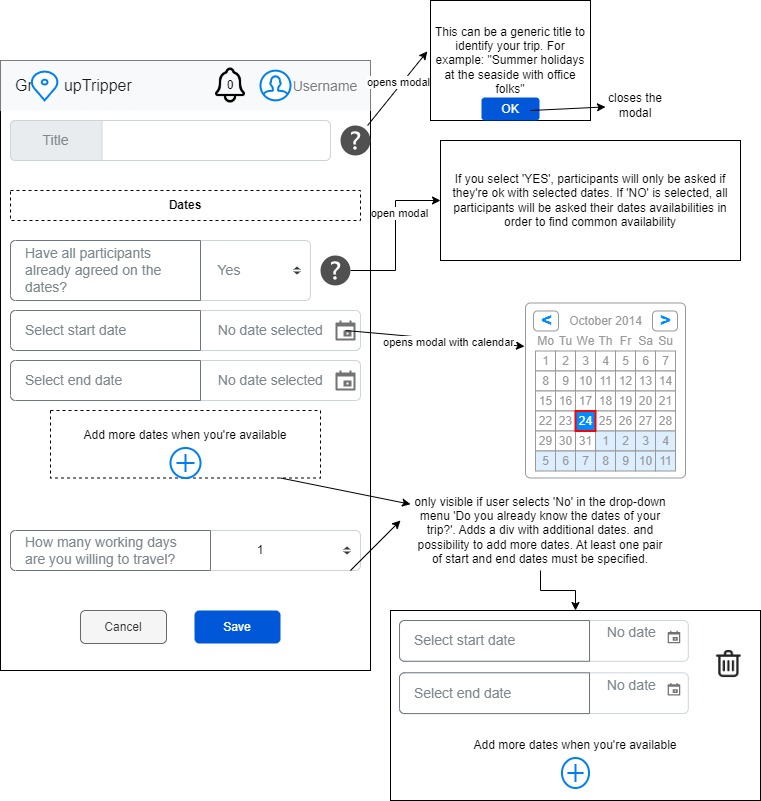 GrupTripper
0
Username
Title
?
Dates
Have all participants
already agreed on the
dates?
Yes
?
Select start date
No date selected
Select end date
No date selected
Add more dates when you're available
How many working days
are you willing to travel?
1
Cancel
Save
opens modal
This can be a generic title to
identify your trip. For
example: "Summer holidays
at the seaside with office
folks"
OK
closes the
modal
open modal
If you select 'YES', participants will only be asked if
they're ok with selected dates. If 'NO' is selected, all
participants will be asked their dates availabilities in
order to find common availability
opens modal with calendar
< October 2014 >
Mo Tu We Th Fr Sa Su
1 2 3 4 5 6 7
8 9 10 11 12 13 14
15 16 17 18 19 20 21
22 23 24 25 26 27 28
29 30 31 1 2 3 4
5 6 7 8 9 10 11
only visible if user selects 'No' in the drop-down
menu 'Do you already know the dates of your
trip?'. Adds a div with additional dates. and
possibility to add more dates. At least one pair
of start and end dates must be specified.
Select start date
No date
Select end date
No date
Add more dates when you're available